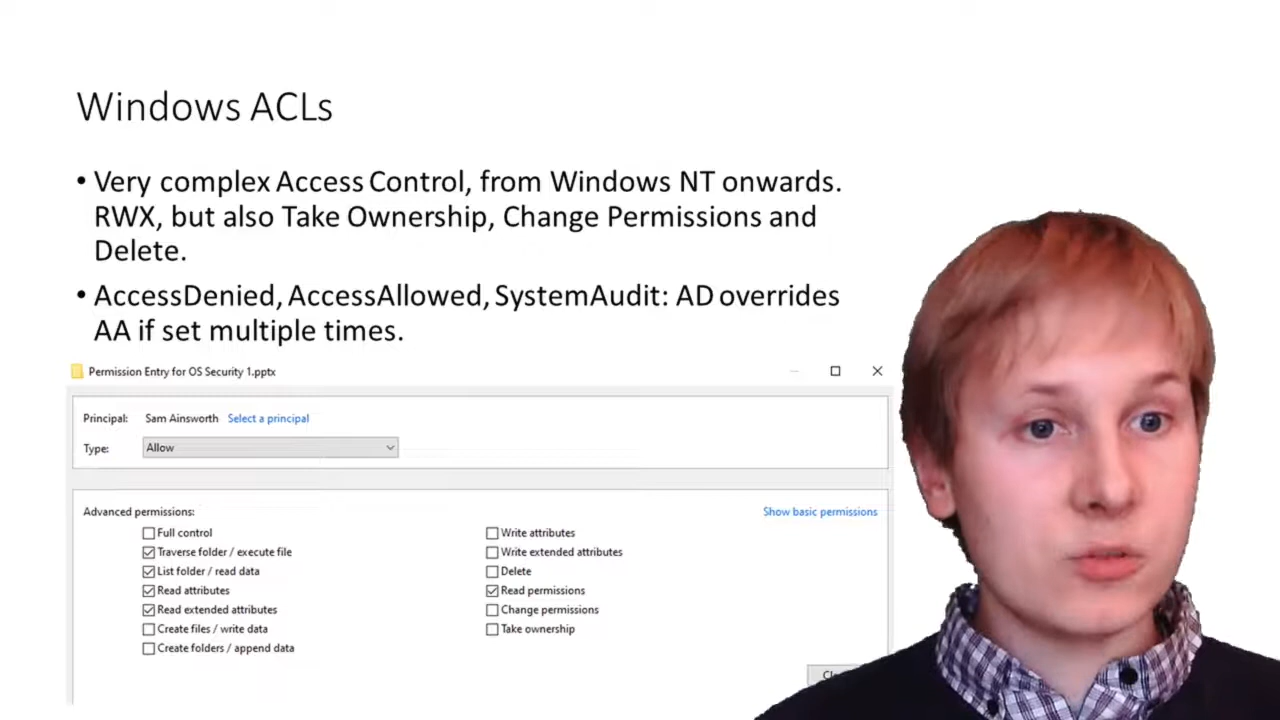 Windows ACLs
• Very complex Access Control, from Windows NT onwards.
RWX, but also Take Ownership, Change Permissions and
Delete.
• AccessDenied, AccessAllowed, SystemAudit: AD overrides
AA if set multiple times.
Permission Entry for OS Security 1.pptx
Principal: Sam Ainsworth Select a principal
Type: Allow
Advanced permissions: Show basic permissions
Full control
Traverse folder / execute file
List folder / read data
Read attributes
Read extended attributes
Create files / write data
Create folders / append data
Write attributes
Write extended attributes
Delete
Read permissions
Change permissions
Take ownership